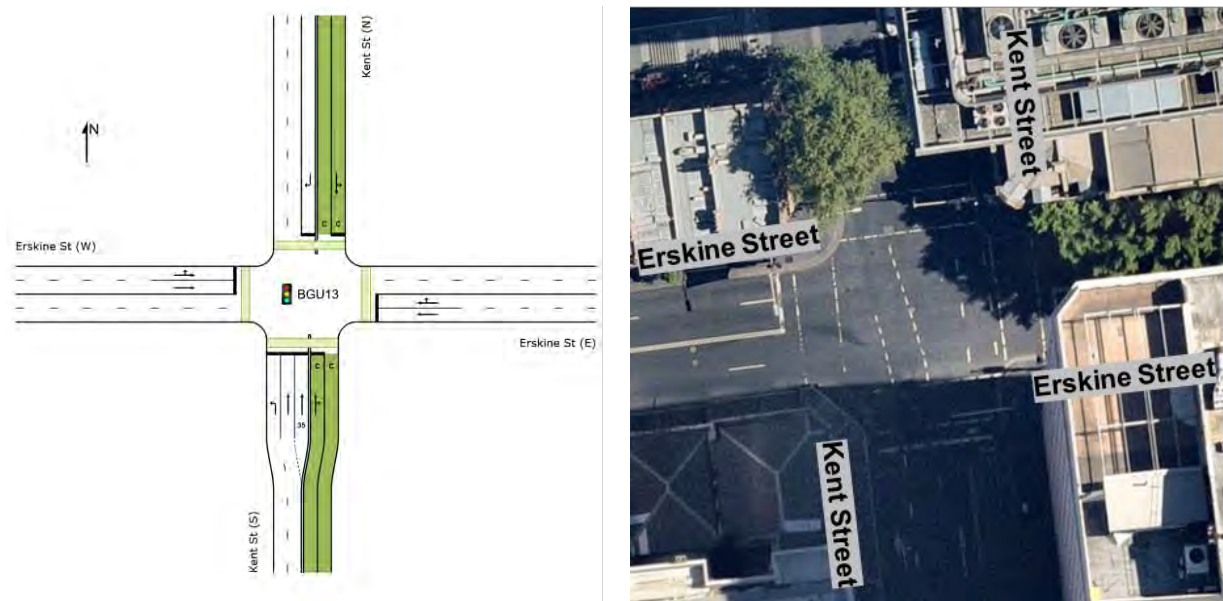 Kent St (N)
N
Erskine St (W)
C C
BGU13
Erskine St (E)
C C
35
Kent St (S)
Kent Street
Erskine Street
Erskine Street
Kent Street